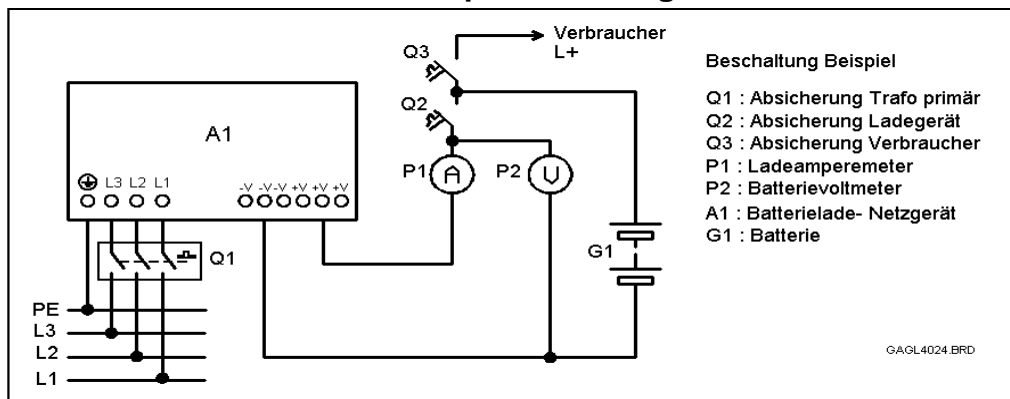 Verbraucher
L+
Q3
Q2
Beschaltung Beispiel
Q1 : Absicherung Trafo primär
Q2 : Absicherung Ladegerät
Q3 : Absicherung Verbraucher
P1 : Ladeamperemeter
P2 : Batterievoltmeter
A1 : Batterielade- Netzgerät
G1 : Batterie
A1
L3 L2 L1
-V -V -V +V +V +V
P1 A
P2 V
Q1
G1
PE
L3
L2
L1
GAGL4024.BRD